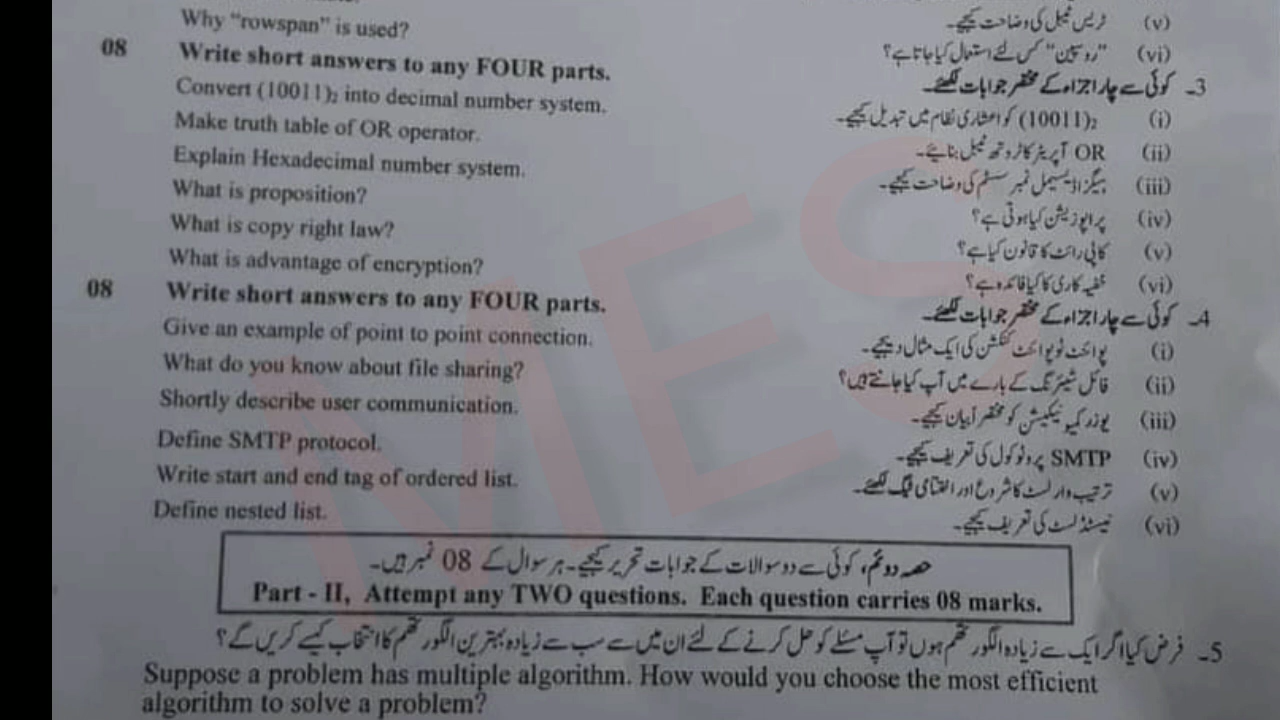 Why "rowspan" is used?
(v) ٹریس ٹیبل کی وضاحت کیجیے۔
(vi) "روسپین" کس لئے استعمال کیا جاتا ہے؟
08 Write short answers to any FOUR parts.
3۔ کوئی سے چار اجزاء کے مختصر جوابات لکھئے۔
Convert (10011)₂ into decimal number system.
(i) (10011)₂ کو اعشاری نظام میں تبدیل کیجیے۔
Make truth table of OR operator.
(ii) OR آپریٹر کا ٹروتھ ٹیبل بنائیے۔
Explain Hexadecimal number system.
(iii) ہیگزاڈیسیمل نمبر سسٹم کی وضاحت کیجیے۔
What is proposition?
(iv) پراپوزیشن کیا ہوتی ہے؟
What is copy right law?
(v) کاپی رائٹ کا قانون کیا ہے؟
What is advantage of encryption?
(vi) خفیہ کاری کا کیا فائدہ ہے؟
08 Write short answers to any FOUR parts.
4۔ کوئی سے چار اجزاء کے مختصر جوابات لکھئے۔
Give an example of point to point connection.
(i) پوائنٹ ٹو پوائنٹ کنکشن کی ایک مثال دیجیے۔
What do you know about file sharing?
(ii) فائل شیئرنگ کے بارے میں آپ کیا جانتے ہیں؟
Shortly describe user communication.
(iii) یوزر کمیونیکیشن کو مختصراً بیان کیجیے۔
Define SMTP protocol.
(iv) SMTP پروٹوکول کی تعریف کیجیے۔
Write start and end tag of ordered list.
(v) ترتیب وار لسٹ کا شروع اور اختتامی ٹیگ لکھئے۔
Define nested list.
(vi) نیسٹڈ لسٹ کی تعریف کیجیے۔
حصہ دوئم، کوئی سے دو سوالات کے جوابات تحریر کیجیے۔ ہر سوال کے 08 نمبر ہیں۔
Part - II, Attempt any TWO questions. Each question carries 08 marks.
5۔ فرض کیا اگر ایک سے زیادہ الگورتھم ہوں تو آپ مسئلے کو حل کرنے کے لئے ان میں سے سب سے زیادہ بہترین الگورتھم کا انتخاب کیسے کریں گے؟
Suppose a problem has multiple algorithm. How would you choose the most efficient
algorithm to solve a problem?
MES